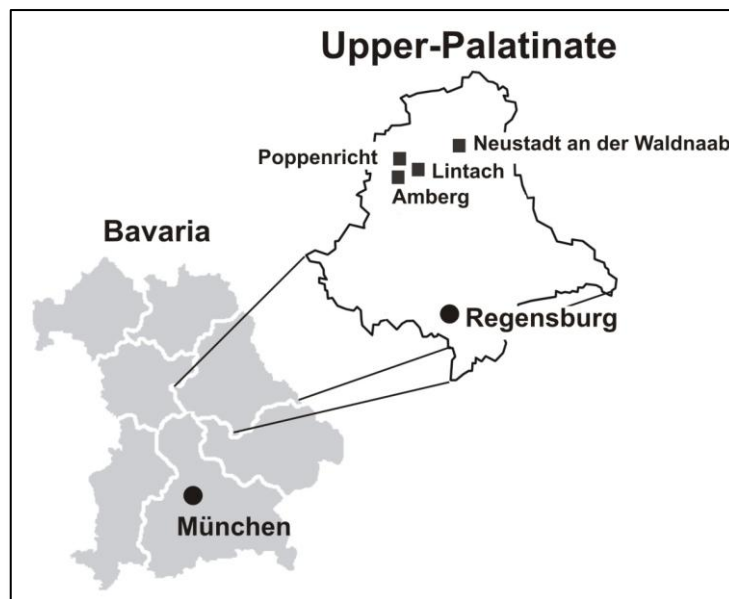 Upper-Palatinate
Neustadt an der Waldnaab
Poppenricht
Lintach
Amberg
Bavaria
Regensburg
München